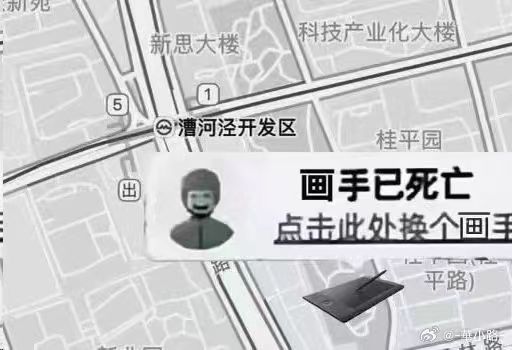 新苑
新思大楼
科技产业化大楼
1
5
漕河泾开发区
桂平园
出
画手已死亡
点击此处换个画手
路
平路)
@-華小路